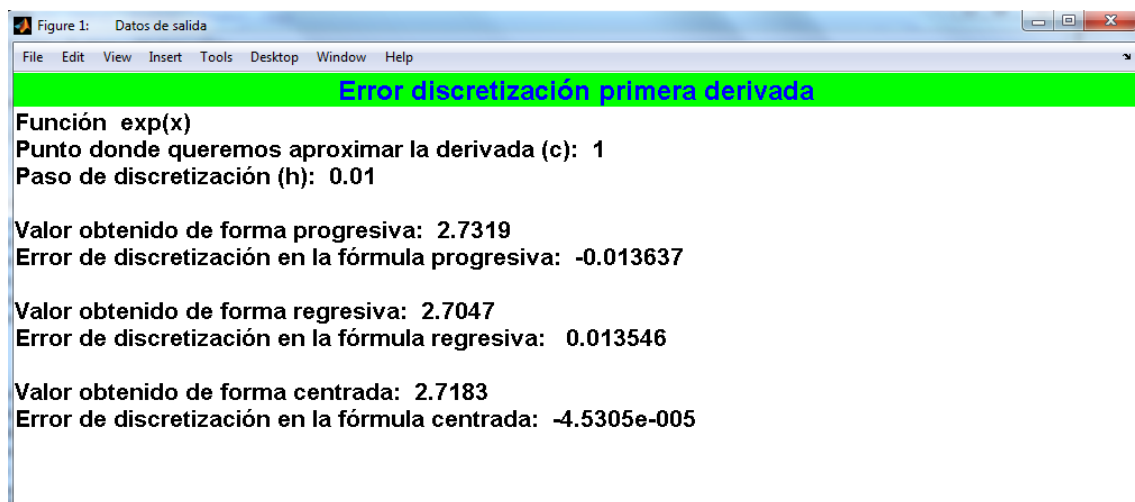 Figure 1: Datos de salida
File Edit View Insert Tools Desktop Window Help
Error discretización primera derivada
Función exp(x)
Punto donde queremos aproximar la derivada (c): 1
Paso de discretización (h): 0.01
Valor obtenido de forma progresiva: 2.7319
Error de discretización en la fórmula progresiva: -0.013637
Valor obtenido de forma regresiva: 2.7047
Error de discretización en la fórmula regresiva: 0.013546
Valor obtenido de forma centrada: 2.7183
Error de discretización en la fórmula centrada: -4.5305e-005